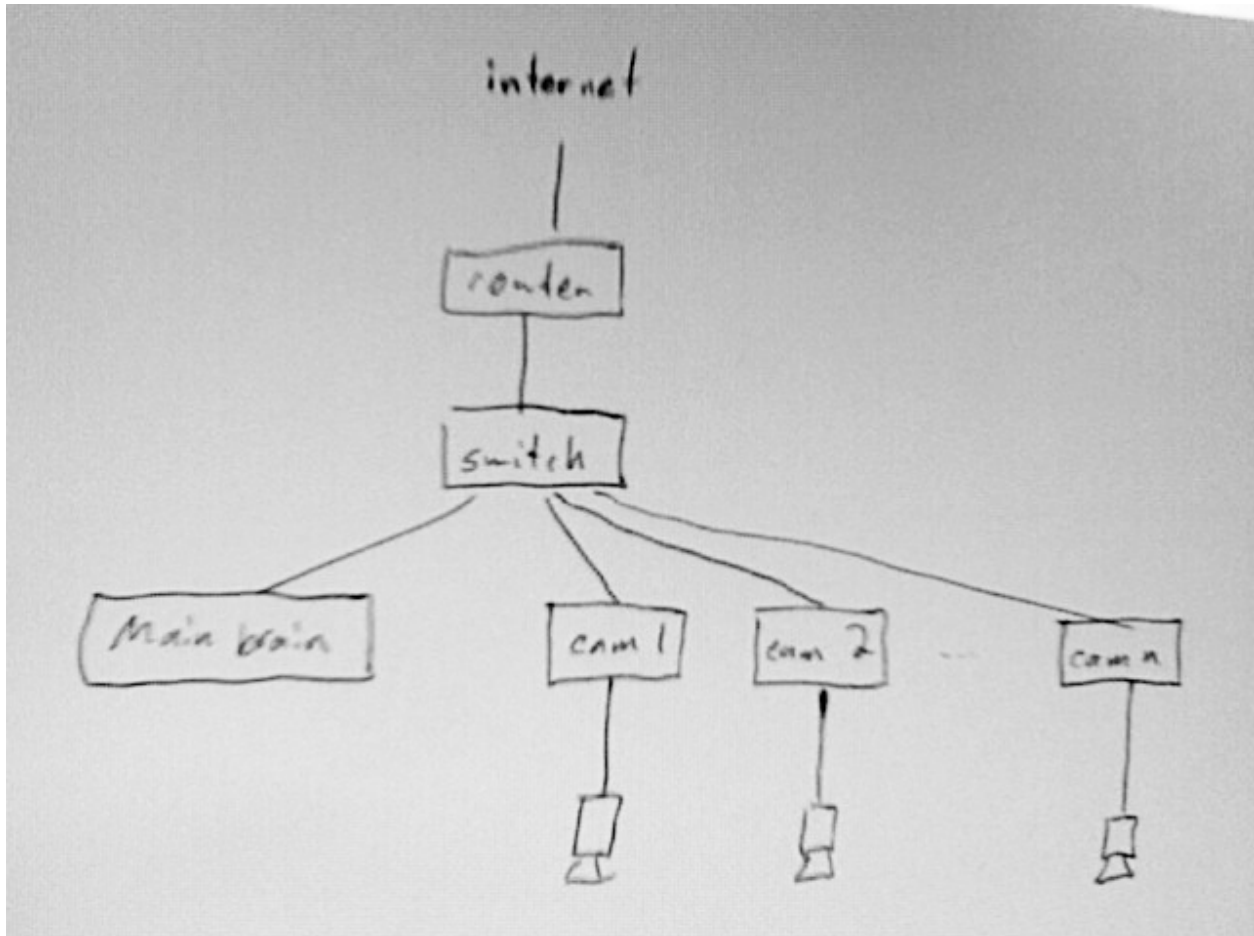 internet
router
switch
Main brain
cam 1
cam 2
...
cam n